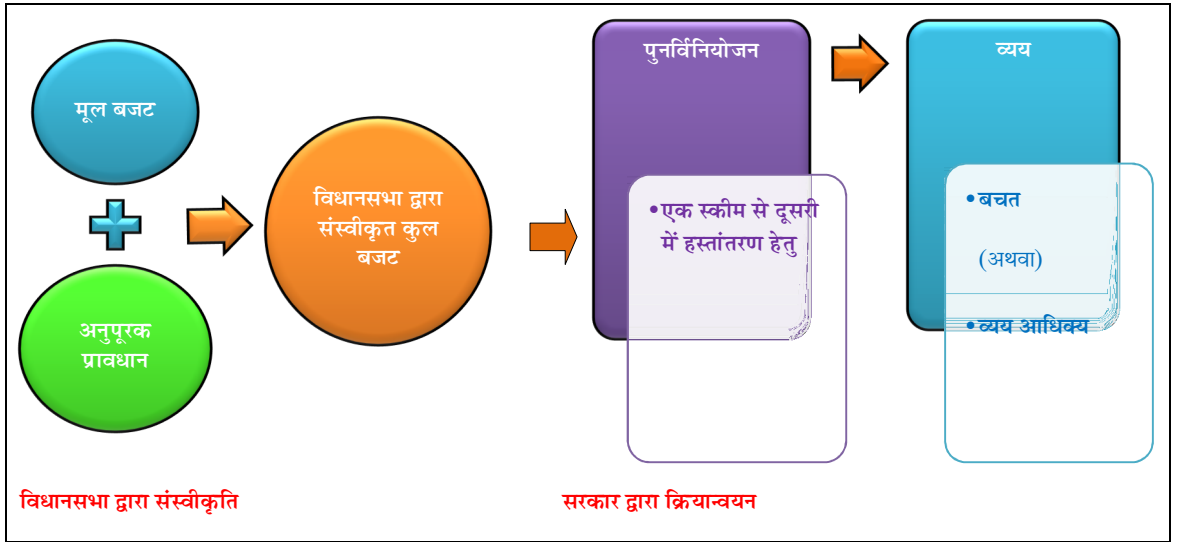 मूल बजट
अनुपूरक
प्रावधान
विधानसभा द्वारा
संस्वीकृत कुल
बजट
पुनर्विनियोजन
•एक स्कीम से दूसरी
में हस्तांतरण हेतु
व्यय
•बचत
(अथवा)
•व्यय आधिक्य
विधानसभा द्वारा संस्वीकृति
सरकार द्वारा क्रियान्वयन